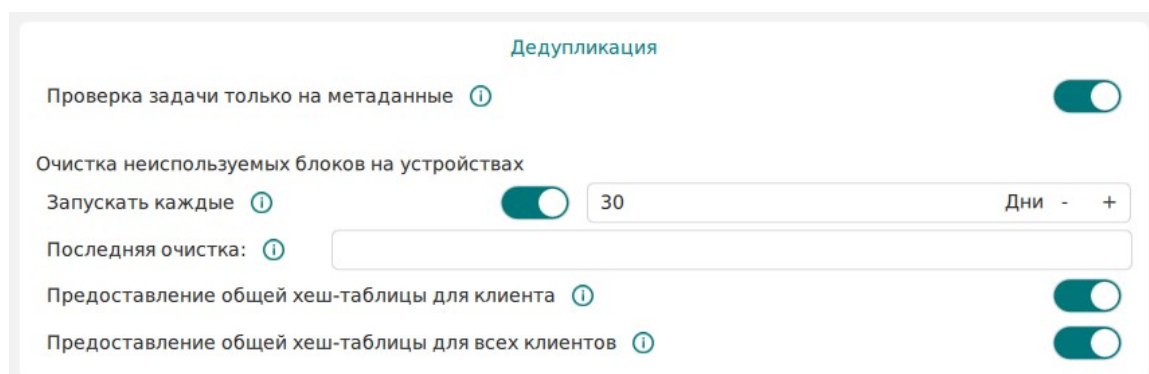 Дедупликация
Проверка задачи только на метаданные
Очистка неиспользуемых блоков на устройствах
Запускать каждые 30 Дни - +
Последняя очистка:
Предоставление общей хеш-таблицы для клиента
Предоставление общей хеш-таблицы для всех клиентов